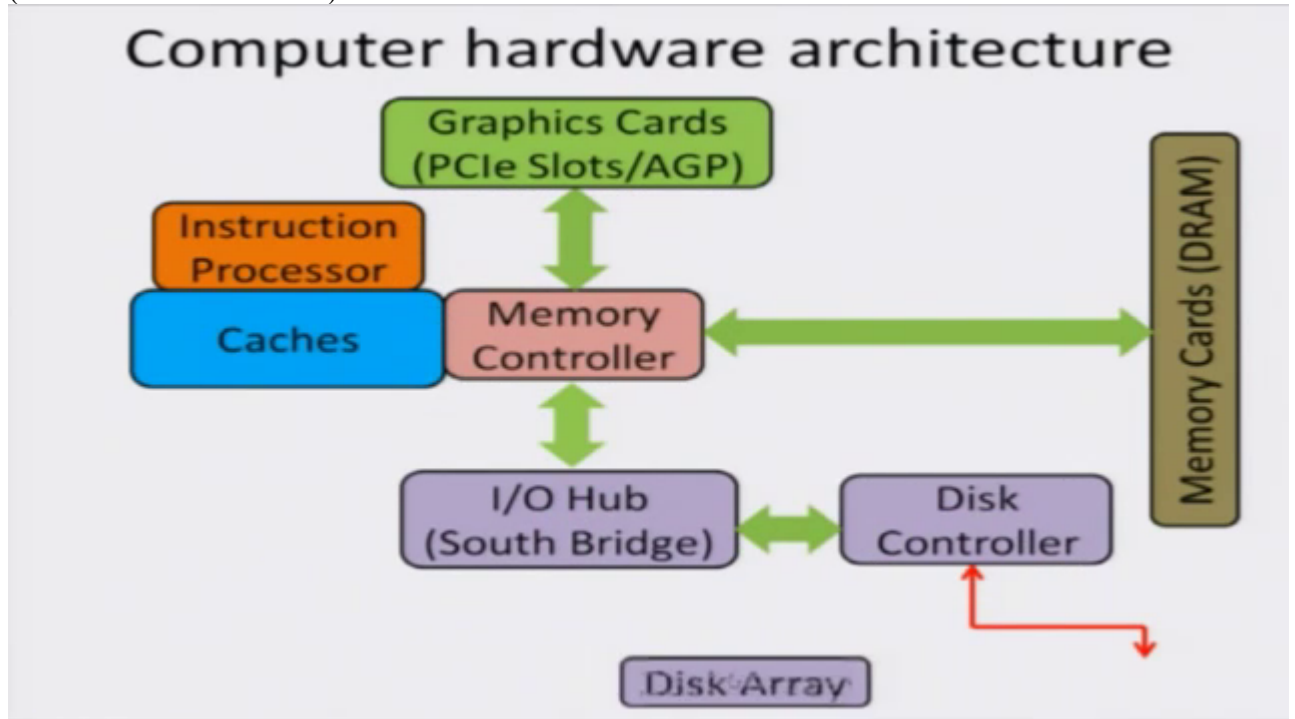 Computer hardware architecture
Graphics Cards
(PCIe Slots/AGP)
Instruction
Processor
Caches
Memory
Controller
Memory Cards (DRAM)
I/O Hub
(South Bridge)
Disk
Controller
Disk Array